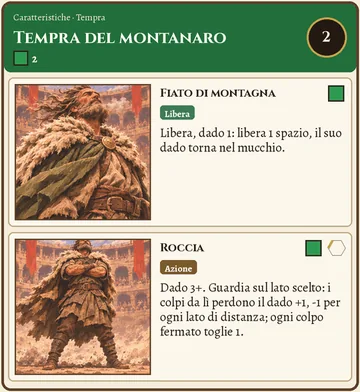 Caratteristiche · Tempra
Tempra del montanaro
2
2
Fiato di montagna
Libera
Libera, dado 1: libera 1 spazio, il suo
dado torna nel mucchio.
Roccia
Azione
Dado 3+. Guardia sul lato scelto: i
colpi da lì perdono il dado +1, -1 per
ogni lato di distanza; ogni colpo
fermato toglie 1.